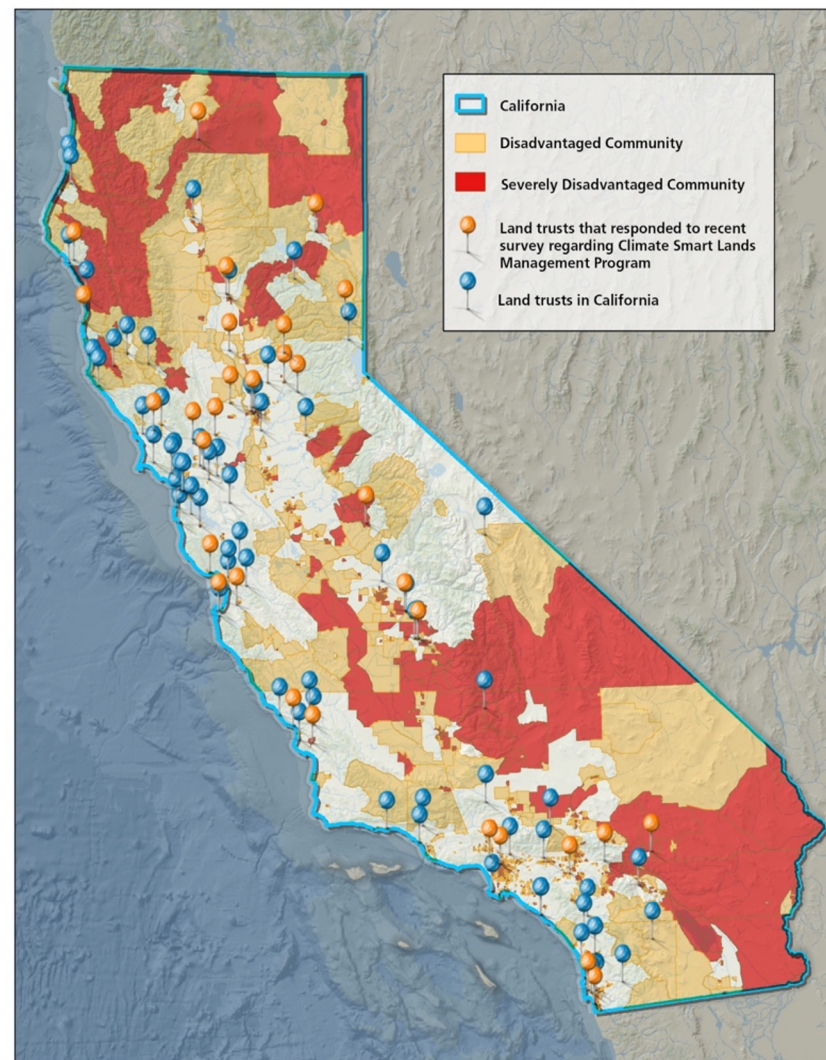 California
Disadvantaged Community
Severely Disadvantaged Community
Land trusts that responded to recent
survey regarding Climate Smart Lands
Management Program
Land trusts in California